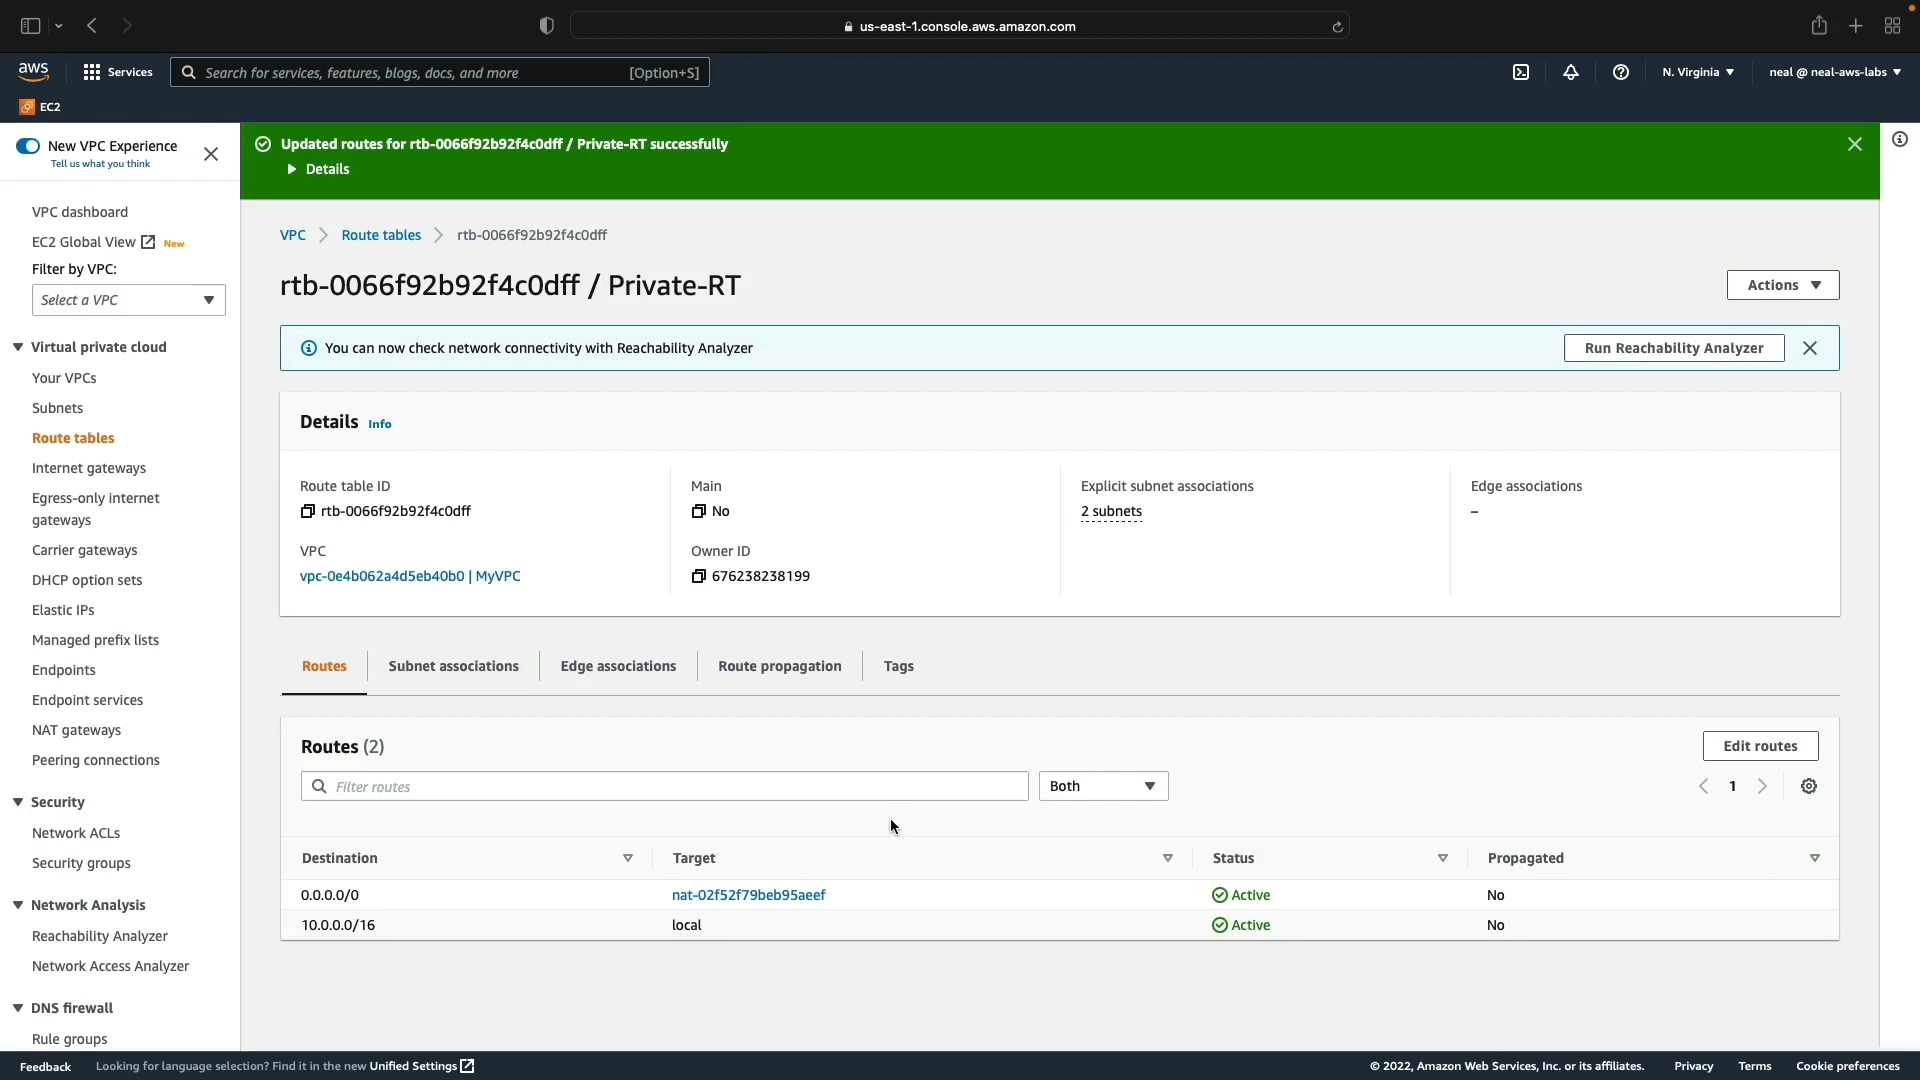 us-east-1.console.aws.amazon.com
aws
Services
Search for services, features, blogs, docs, and more
[Option+S]
N. Virginia
neal @ neal-aws-labs
EC2
New VPC Experience
Tell us what you think
VPC dashboard
EC2 Global View
New
Filter by VPC:
Select a VPC
Virtual private cloud
Your VPCs
Subnets
Route tables
Internet gateways
Egress-only internet
gateways
Carrier gateways
DHCP option sets
Elastic IPs
Managed prefix lists
Endpoints
Endpoint services
NAT gateways
Peering connections
Security
Network ACLs
Security groups
Network Analysis
Reachability Analyzer
Network Access Analyzer
DNS firewall
Rule groups
Updated routes for rtb-0066f92b92f4c0dff / Private-RT successfully
Details
VPC
Route tables
rtb-0066f92b92f4c0dff
rtb-0066f92b92f4c0dff / Private-RT
Actions
You can now check network connectivity with Reachability Analyzer
Run Reachability Analyzer
Details Info
Route table ID
rtb-0066f92b92f4c0dff
Main
No
Explicit subnet associations
2 subnets
Edge associations
–
VPC
vpc-0e4b062a4d5eb40b0 | MyVPC
Owner ID
676238238199
Routes
Subnet associations
Edge associations
Route propagation
Tags
Routes (2)
Edit routes
Filter routes
Both
1
Destination
Target
Status
Propagated
0.0.0.0/0
nat-02f52f79beb95aeef
Active
No
10.0.0.0/16
local
Active
No
Feedback
Looking for language selection? Find it in the new Unified Settings
© 2022, Amazon Web Services, Inc. or its affiliates.
Privacy
Terms
Cookie preferences